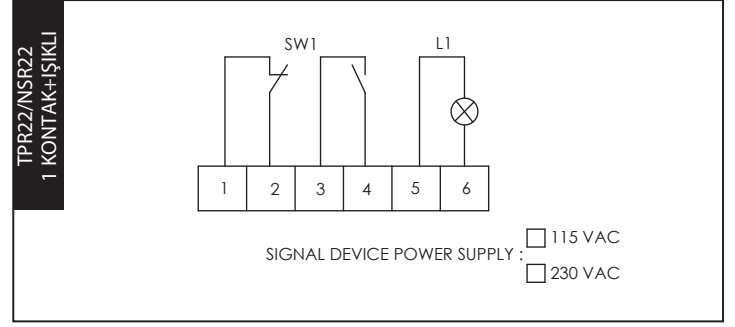 TPR22/NSR22
1 KONTAK+IŞIKLI
SW1
L1
1 2 3 4 5 6
SIGNAL DEVICE POWER SUPPLY :
115 VAC
230 VAC